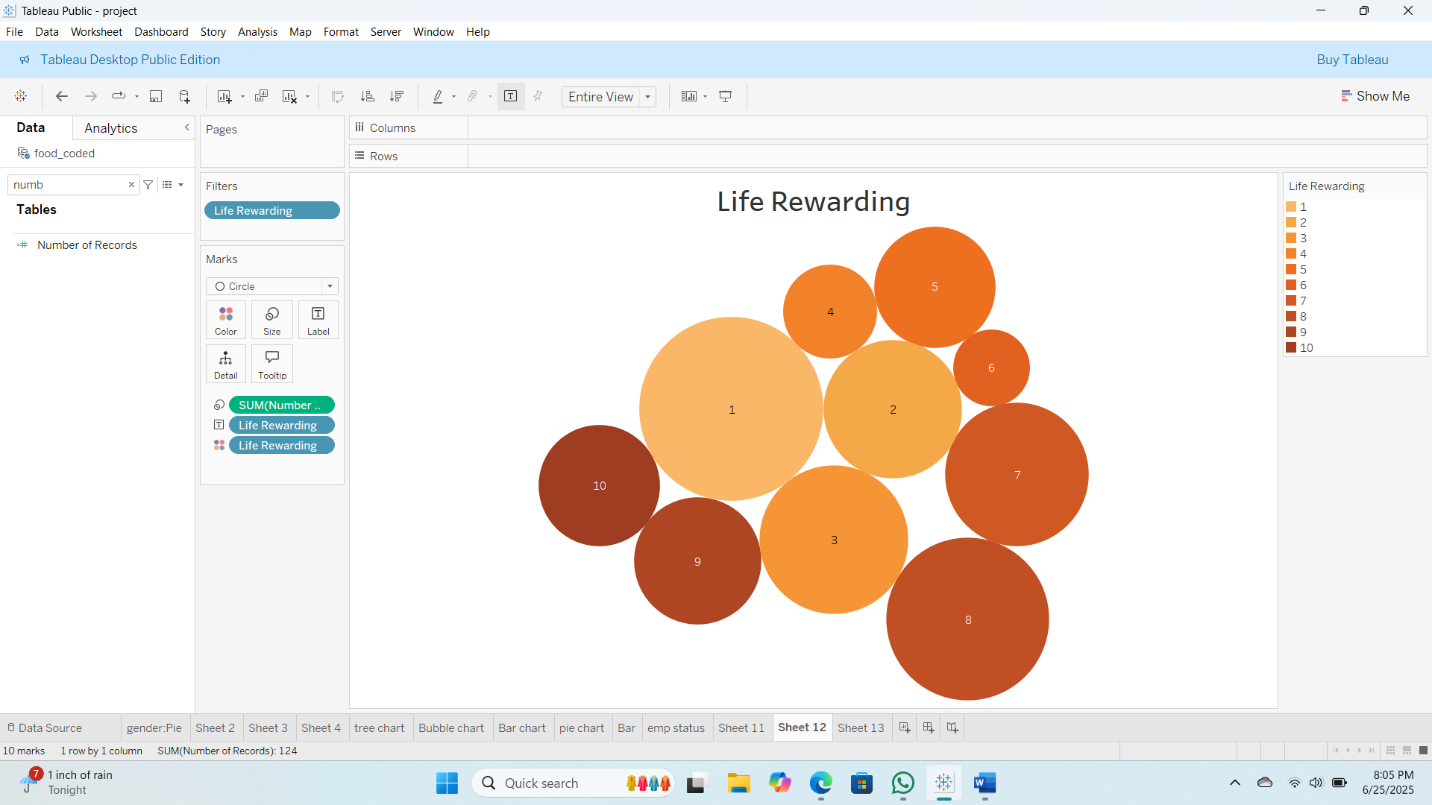 Tableau Public - project
File Data Worksheet Dashboard Story Analysis Map Format Server Window Help
Tableau Desktop Public Edition
Buy Tableau
Entire View
Show Me
Data
Analytics
food_coded
numb
Tables
Number of Records
Pages
Filters
Life Rewarding
Marks
Circle
Color Size Label
Detail Tooltip
SUM(Number ..
Life Rewarding
Life Rewarding
Columns
Rows
Life Rewarding
5
4
6
1
2
7
10
3
9
8
Life Rewarding
1
2
3
4
5
6
7
8
9
10
Data Source gender:Pie Sheet 2 Sheet 3 Sheet 4 tree chart Bubble chart Bar chart pie chart Bar emp status Sheet 11 Sheet 12 Sheet 13
10 marks 1 row by 1 column SUM(Number of Records): 124
7
1 inch of rain
Tonight
Quick search
W
8:05 PM
6/25/2025